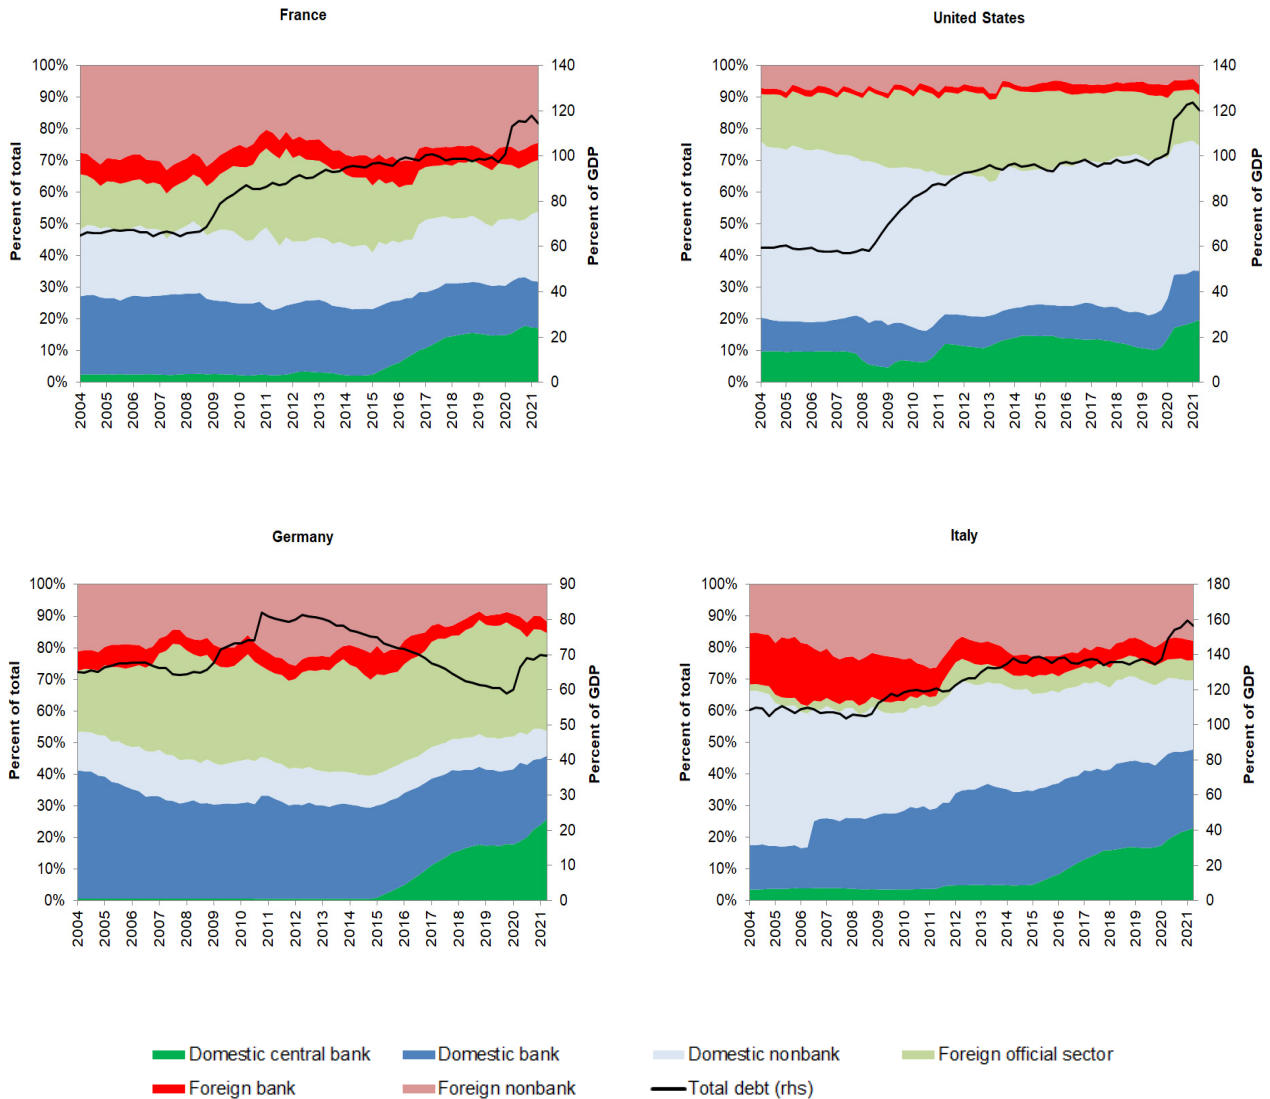 France
United States
Percent of total
100% 90% 80% 70% 60% 50% 40% 30% 20% 10% 0%
140 120 100 80 60 40 20 0
Percent of GDP
2004 2005 2006 2007 2008 2009 2010 2011 2012 2013 2014 2015 2016 2017 2018 2019 2020 2021
Percent of total
100% 90% 80% 70% 60% 50% 40% 30% 20% 10% 0%
140 120 100 80 60 40 20 0
Percent of GDP
2004 2005 2006 2007 2008 2009 2010 2011 2012 2013 2014 2015 2016 2017 2018 2019 2020 2021
Germany
Italy
Percent of total
100% 90% 80% 70% 60% 50% 40% 30% 20% 10% 0%
90 80 70 60 50 40 30 20 10 0
Percent of GDP
2004 2005 2006 2007 2008 2009 2010 2011 2012 2013 2014 2015 2016 2017 2018 2019 2020 2021
Percent of total
100% 90% 80% 70% 60% 50% 40% 30% 20% 10% 0%
180 160 140 120 100 80 60 40 20 0
Percent of GDP
2004 2005 2006 2007 2008 2009 2010 2011 2012 2013 2014 2015 2016 2017 2018 2019 2020 2021
Domestic central bank Domestic bank Domestic nonbank Foreign official sector
Foreign bank Foreign nonbank Total debt (rhs)